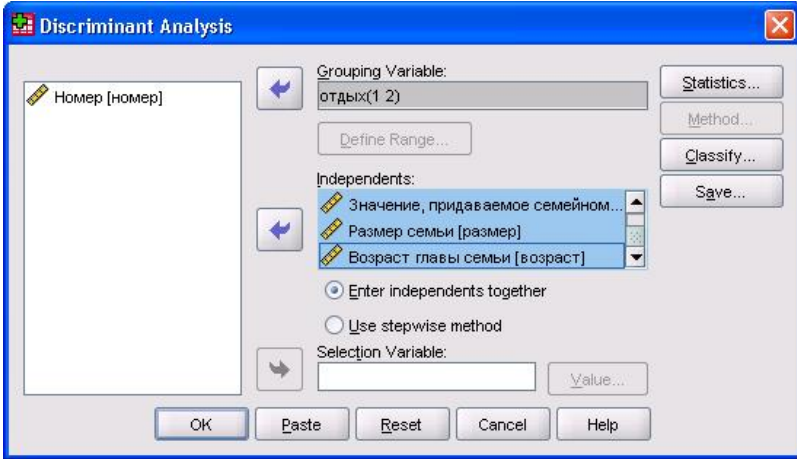 Discriminant Analysis
Номер [номер]
Grouping Variable:
отдых(1 2)
Define Range...
Independents:
Значение, придаваемое семейном...
Размер семьи [размер]
Возраст главы семьи [возраст]
Enter independents together
Use stepwise method
Selection Variable:
Value...
Statistics...
Method...
Classify...
Save...
OK
Paste
Reset
Cancel
Help